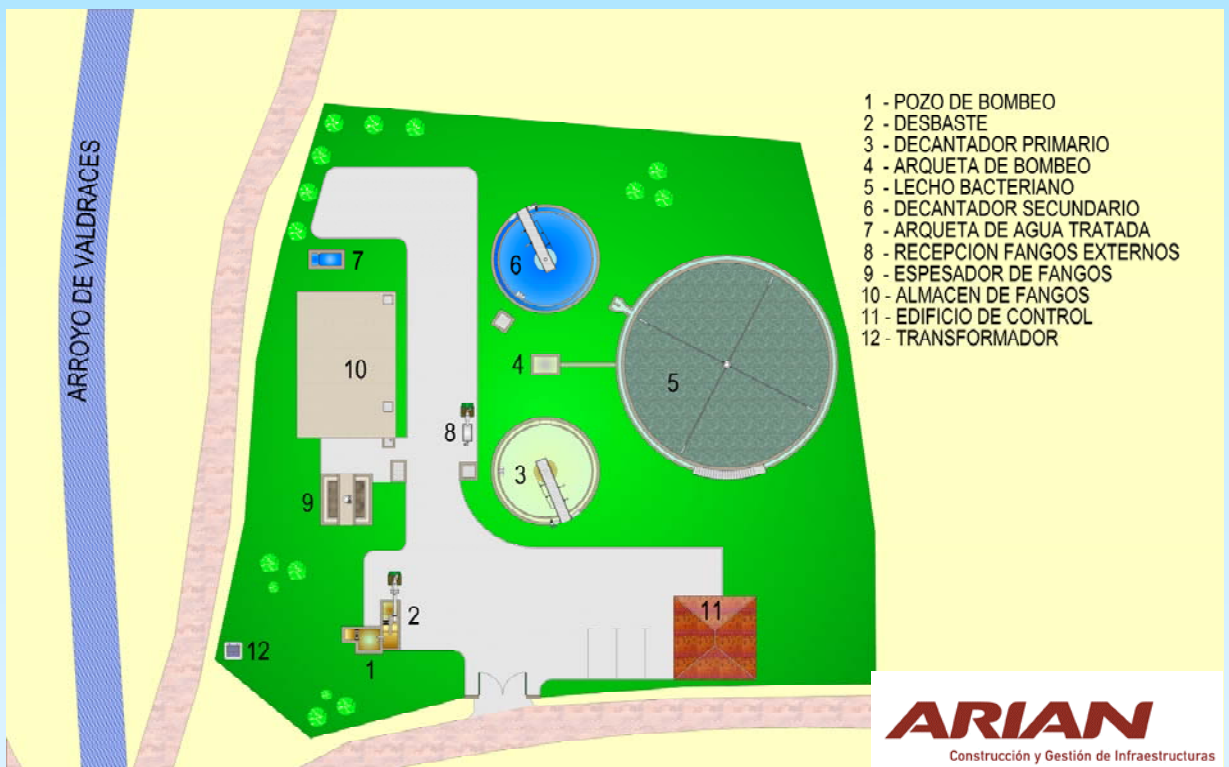 ARROYO DE VALDRACES
1 - POZO DE BOMBEO
2 - DESBASTE
3 - DECANTADOR PRIMARIO
4 - ARQUETA DE BOMBEO
5 - LECHO BACTERIANO
6 - DECANTADOR SECUNDARIO
7 - ARQUETA DE AGUA TRATADA
8 - RECEPCION FANGOS EXTERNOS
9 - ESPESADOR DE FANGOS
10 - ALMACEN DE FANGOS
11 - EDIFICIO DE CONTROL
12 - TRANSFORMADOR
7
6
10
4
5
8
3
9
2
11
12
1
ARIAN
Construcción y Gestión de Infraestructuras